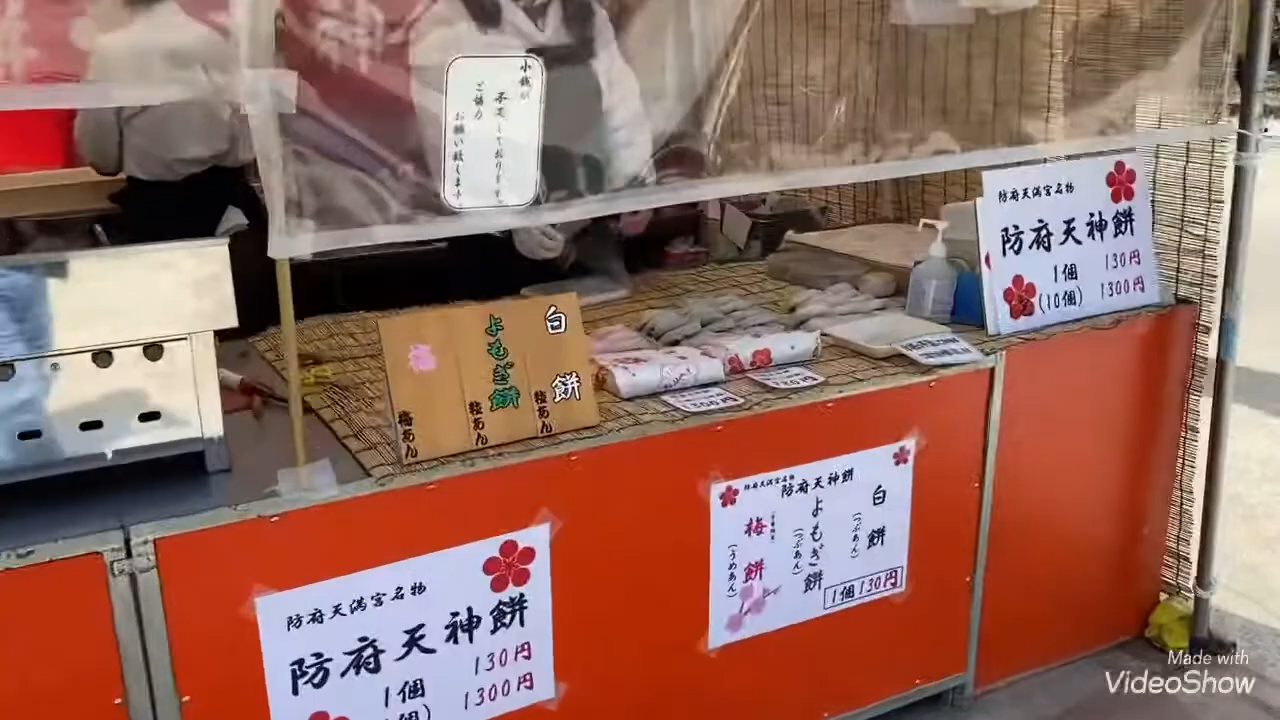 小銭が
不足しております
ご協力
お願い致します
白餅
粒あん
よもぎ餅
粒あん
梅
梅あん
防府天満宮名物
防府天神餅
1個 130円
(10個) 1300円
防府天満宮名物
防府天神餅
白餅
(つぶあん)
よもぎ餅
(つぶあん)
梅餅
(うめあん)
1個130円
防府天満宮名物
防府天神餅
1個 130円
個) 1300円
Made with
VideoShow